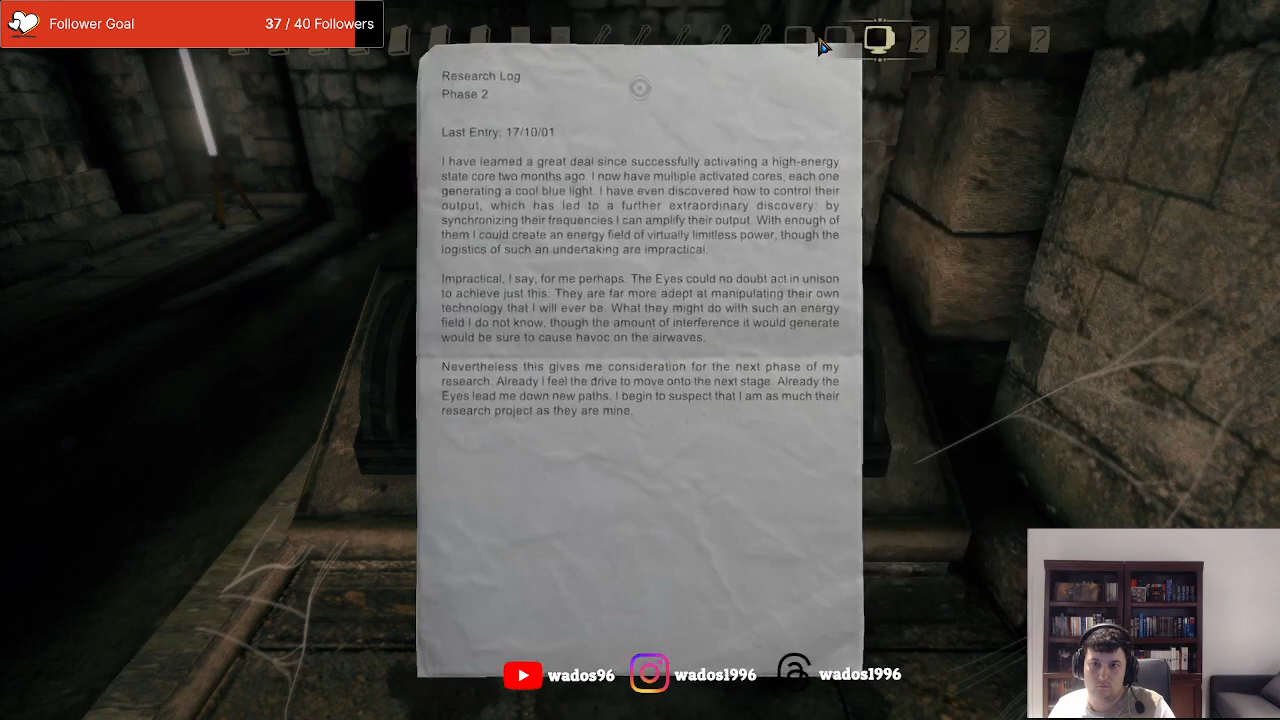 Follower Goal
37 / 40 Followers
Research Log
Phase 2
Last Entry: 17/10/01
I have learned a great deal since successfully activating a high-energy
state core two months ago. I now have multiple activated cores, each one
generating a cool blue light. I have even discovered how to control their
output, which has led to a further extraordinary discovery: by
synchronizing their frequencies I can amplify their output. With enough of
them I could create an energy field of virtually limitless power, though the
logistics of such an undertaking are impractical.
Impractical, I say, for me perhaps. The Eyes could no doubt act in unison
to achieve just this. They are far more adept at manipulating their own
technology that I will ever be. What they might do with such an energy
field I do not know, though the amount of interference it would generate
would be sure to cause havoc on the airwaves.
Nevertheless this gives me consideration for the next phase of my
research. Already I feel the drive to move onto the next stage. Already the
Eyes lead me down new paths. I begin to suspect that I am as much their
research project as they are mine.
wados96
wados1996
wados1996